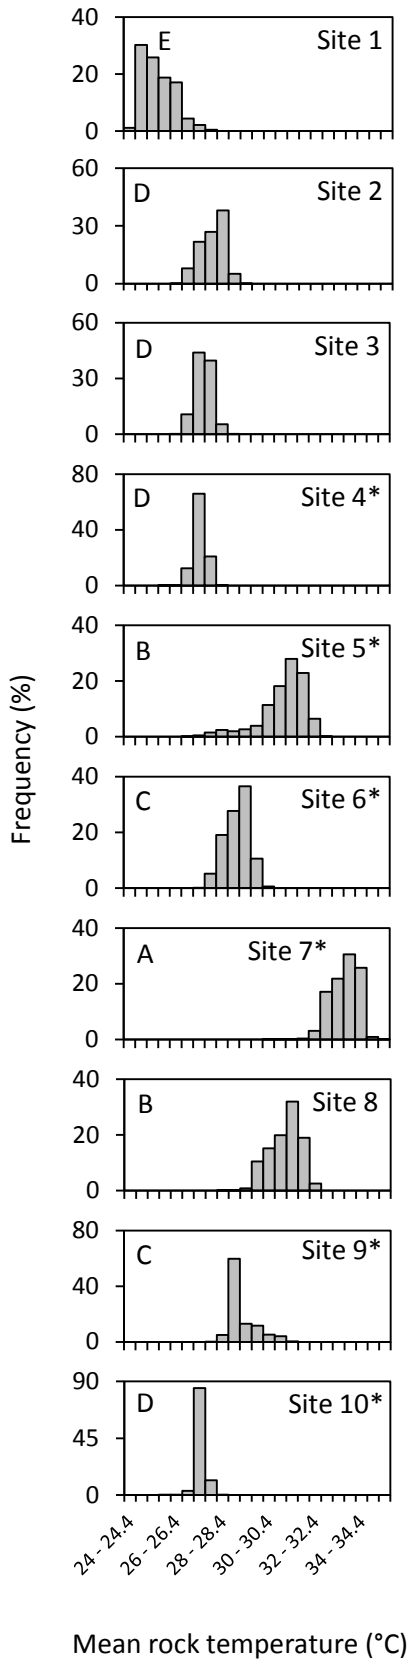 40
E
Site 1
20
0
60
D
Site 2
30
0
60
D
Site 3
30
0
80
D
Site 4*
40
0
40
B
Site 5*
20
0
40
C
Site 6*
20
0
40
A
Site 7*
20
0
40
B
Site 8
20
0
80
C
Site 9*
40
0
90
D
Site 10*
45
0
Frequency (%)
24 - 24.4
26 - 26.4
28 - 28.4
30 - 30.4
32 - 32.4
34 - 34.4
Mean rock temperature (°C)